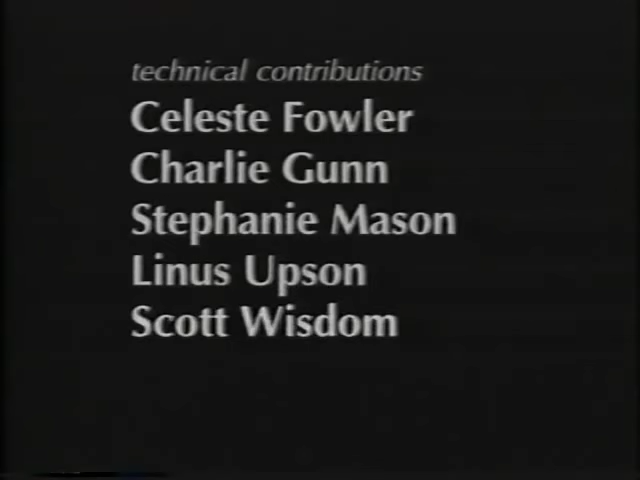 technical contributions
Celeste Fowler
Charlie Gunn
Stephanie Mason
Linus Upson
Scott Wisdom